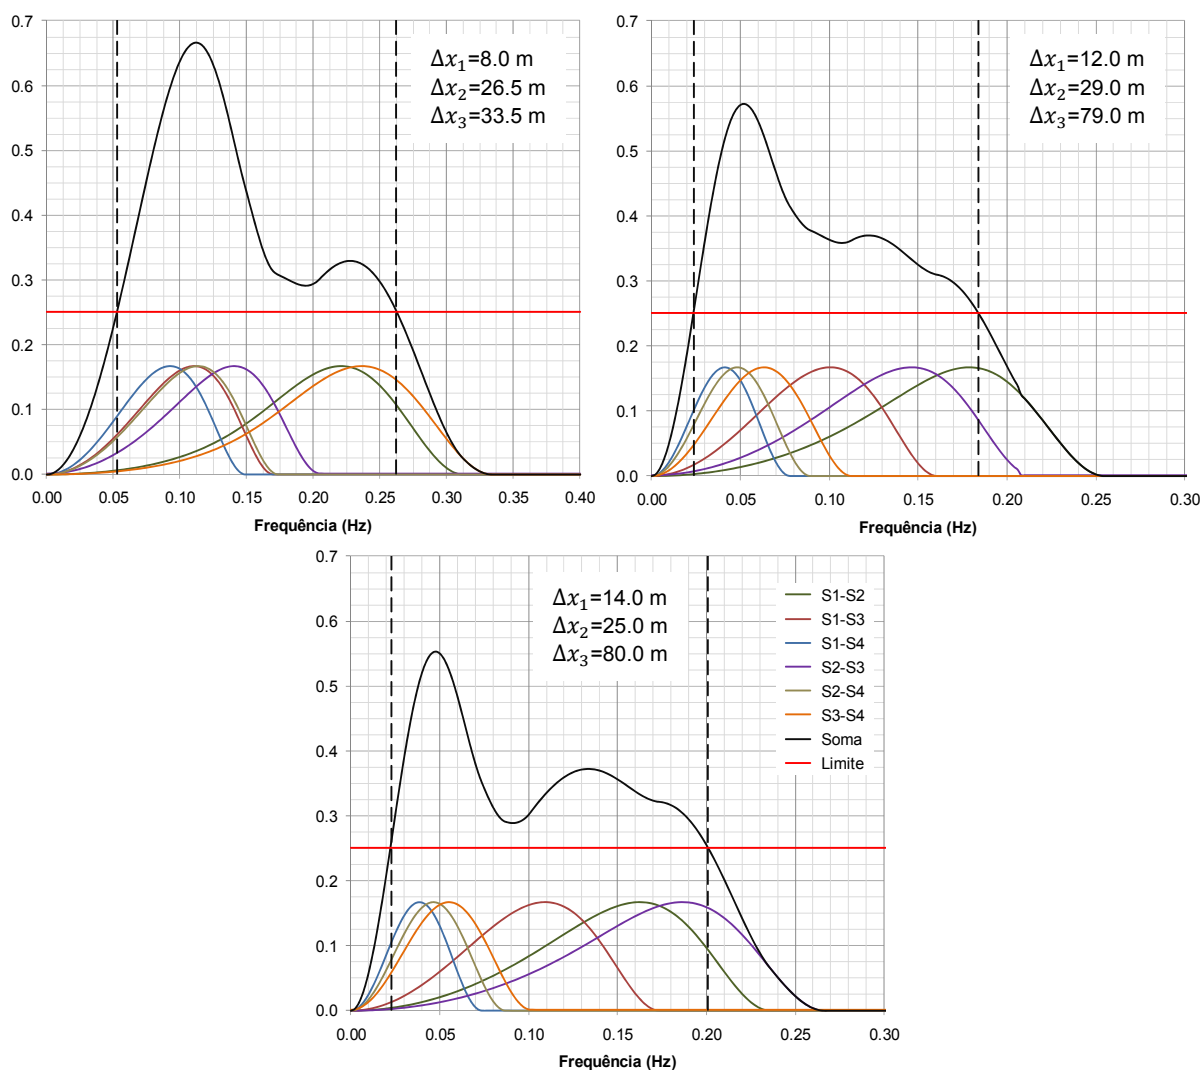 0.7
0.6
0.5
0.4
0.3
0.2
0.1
0.0
0.00 0.05 0.10 0.15 0.20 0.25 0.30 0.35 0.40
Frequência (Hz)
Δx₁=8.0 m
Δx₂=26.5 m
Δx₃=33.5 m
0.7
0.6
0.5
0.4
0.3
0.2
0.1
0.0
0.00 0.05 0.10 0.15 0.20 0.25 0.30
Frequência (Hz)
Δx₁=12.0 m
Δx₂=29.0 m
Δx₃=79.0 m
0.7
0.6
0.5
0.4
0.3
0.2
0.1
0.0
0.00 0.05 0.10 0.15 0.20 0.25 0.30
Frequência (Hz)
Δx₁=14.0 m
Δx₂=25.0 m
Δx₃=80.0 m
S1-S2
S1-S3
S1-S4
S2-S3
S2-S4
S3-S4
Soma
Limite